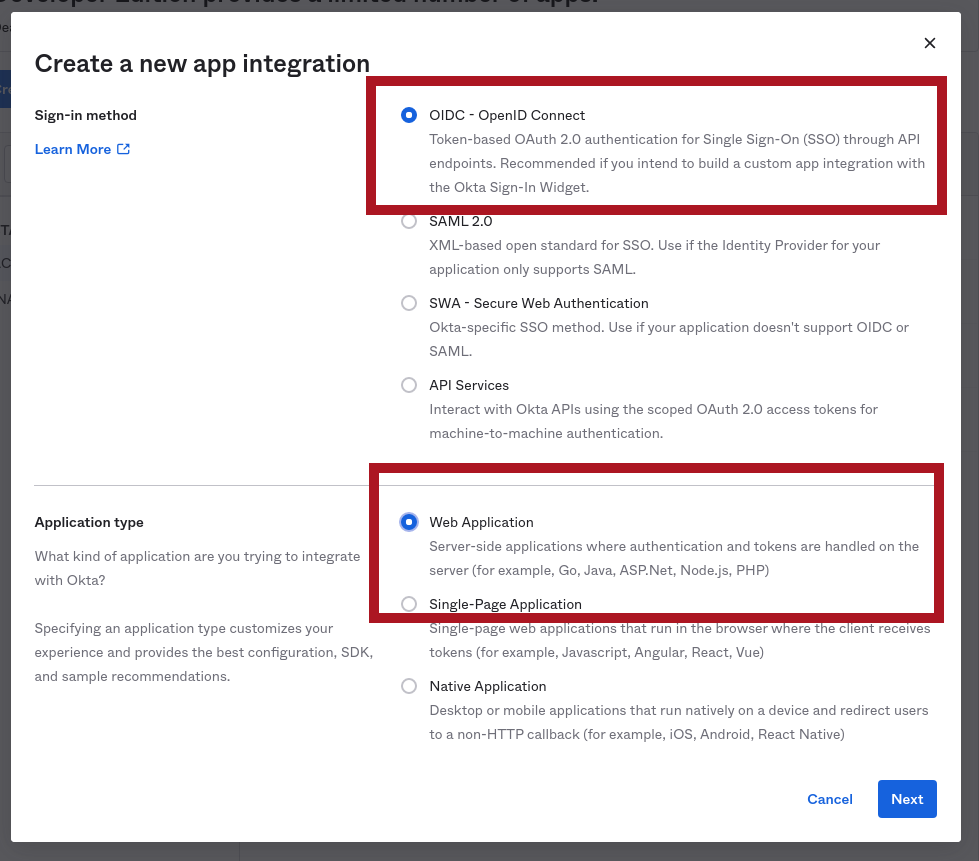 Developer Edition provides a limited number of apps.
Create a new app integration
Sign-in method
Learn More
OIDC - OpenID Connect
Token-based OAuth 2.0 authentication for Single Sign-On (SSO) through API
endpoints. Recommended if you intend to build a custom app integration with
the Okta Sign-In Widget.
SAML 2.0
XML-based open standard for SSO. Use if the Identity Provider for your
application only supports SAML.
SWA - Secure Web Authentication
Okta-specific SSO method. Use if your application doesn't support OIDC or
SAML.
API Services
Interact with Okta APIs using the scoped OAuth 2.0 access tokens for
machine-to-machine authentication.
Application type
What kind of application are you trying to integrate
with Okta?
Specifying an application type customizes your
experience and provides the best configuration, SDK,
and sample recommendations.
Web Application
Server-side applications where authentication and tokens are handled on the
server (for example, Go, Java, ASP.Net, Node.js, PHP)
Single-Page Application
Single-page web applications that run in the browser where the client receives
tokens (for example, Javascript, Angular, React, Vue)
Native Application
Desktop or mobile applications that run natively on a device and redirect users
to a non-HTTP callback (for example, iOS, Android, React Native)
Cancel
Next